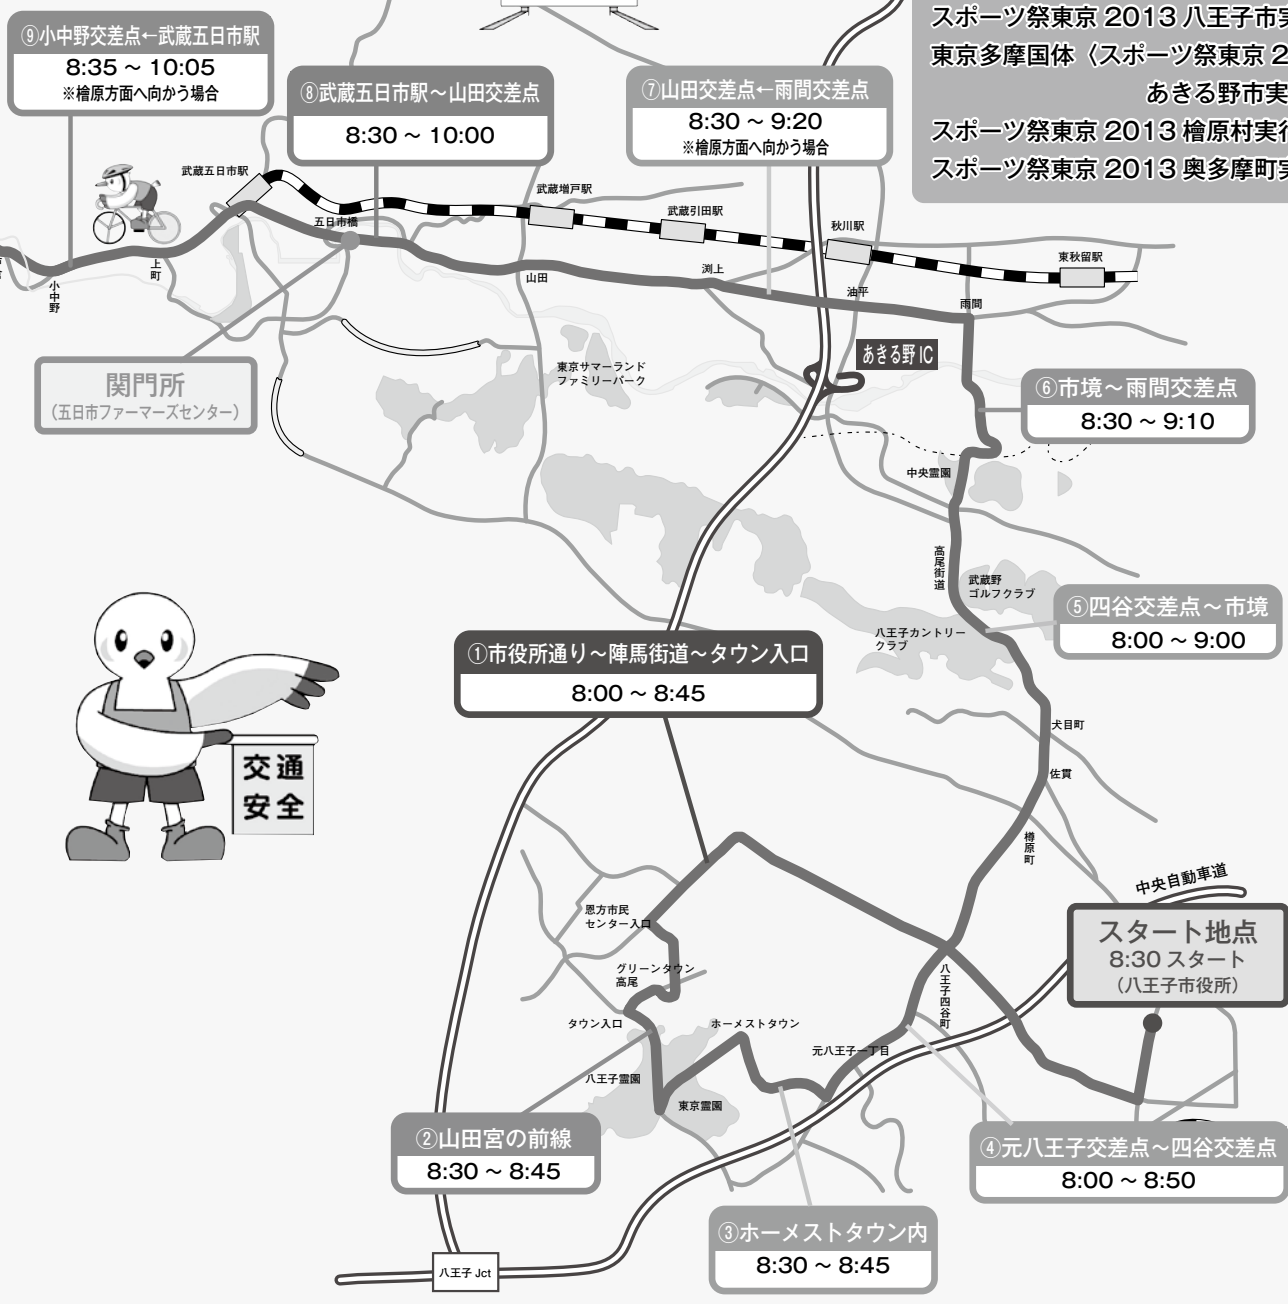 スポーツ祭東京 2013 八王子市
東京多摩国体〈スポーツ祭東京 2
あきる野市実
スポーツ祭東京 2013 檜原村実行
スポーツ祭東京 2013 奥多摩町実
⑨小中野交差点←武蔵五日市駅
8:35 ～ 10:05
※檜原方面へ向かう場合
⑧武蔵五日市駅～山田交差点
8:30 ～ 10:00
⑦山田交差点←雨間交差点
8:30 ～ 9:20
※檜原方面へ向かう場合
武蔵五日市駅
五日市橋
武蔵増戸駅
武蔵引田駅
秋川駅
東秋留駅
上町
小中野
山田
渕上
油平
雨間
関門所
（五日市ファーマーズセンター）
東京サマーランド
ファミリーパーク
あきる野 IC
⑥市境～雨間交差点
8:30 ～ 9:10
中央霊園
高尾街道
武蔵野
ゴルフクラブ
八王子カントリー
クラブ
⑤四谷交差点～市境
8:00 ～ 9:00
①市役所通り～陣馬街道～タウン入口
8:00 ～ 8:45
交通
安全
犬目町
佐貫
樽原町
中央自動車道
スタート地点
8:30 スタート
（八王子市役所）
恩方市民
センター入口
グリーンタウン
高尾
タウン入口
ホーメストタウン
八王子四谷町
元八王子一丁目
八王子霊園
東京霊園
②山田宮の前線
8:30 ～ 8:45
④元八王子交差点～四谷交差点
8:00 ～ 8:50
③ホーメストタウン内
8:30 ～ 8:45
八王子 Jct